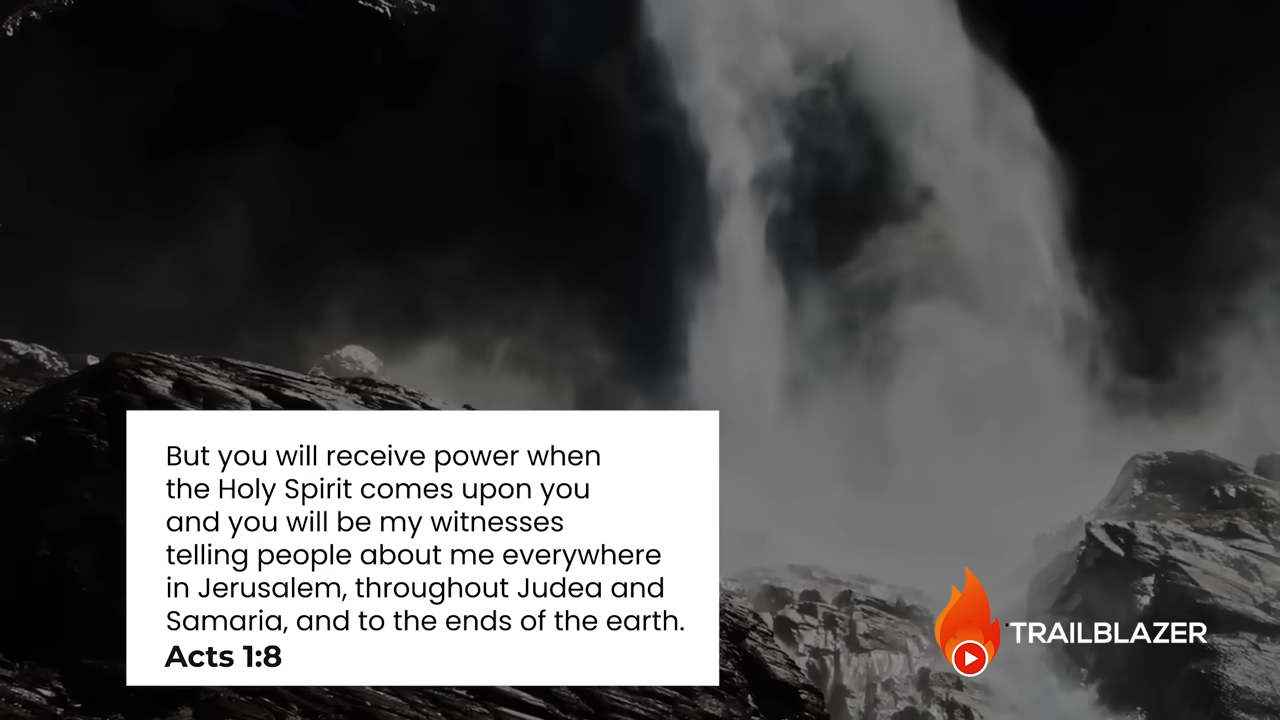 But you will receive power when
the Holy Spirit comes upon you
and you will be my witnesses
telling people about me everywhere
in Jerusalem, throughout Judea and
Samaria, and to the ends of the earth.
Acts 1:8
TRAILBLAZER